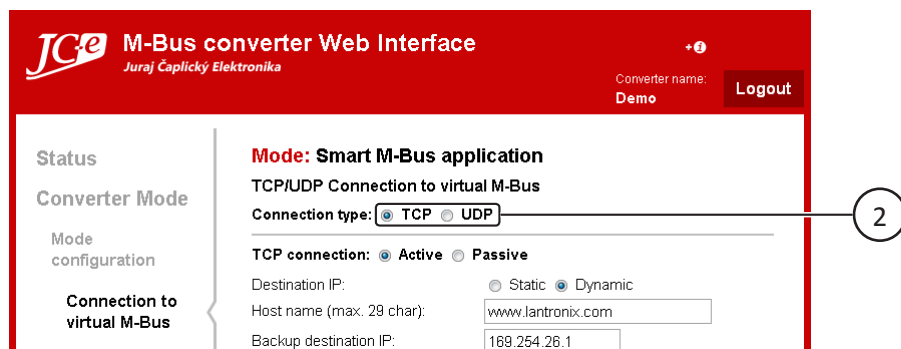 JC-e M-Bus converter Web Interface
Juraj Čaplický Elektronika
+i
Converter name:
Demo
Logout
Status
Converter Mode
Mode
configuration
Connection to
virtual M-Bus
Mode: Smart M-Bus application
TCP/UDP Connection to virtual M-Bus
Connection type: TCP UDP
2
TCP connection: Active Passive
Destination IP: Static Dynamic
Host name (max. 29 char): www.lantronix.com
Backup destination IP: 169.254.26.1